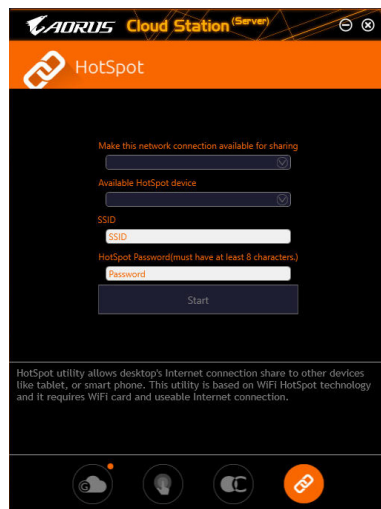 AORUS Cloud Station (Server)
HotSpot
Make this network connection available for sharing
Available HotSpot device
SSID
SSID
HotSpot Password(must have at least 8 characters.)
Password
Start
HotSpot utility allows desktop's Internet connection share to other devices
like tablet, or smart phone. This utility is based on WiFi HotSpot technology
and it requires WiFi card and useable Internet connection.
G